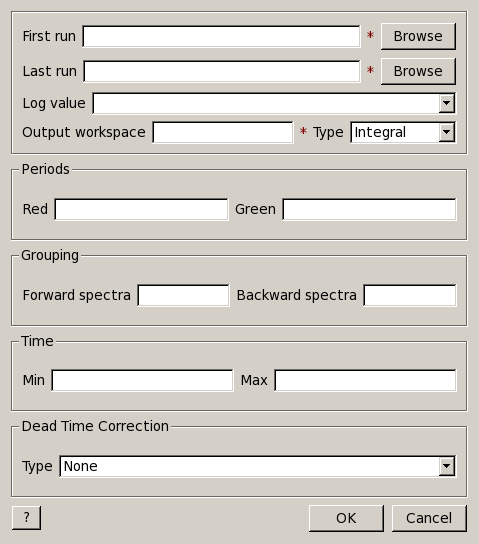 First run * Browse
Last run * Browse
Log value
Output workspace * Type Integral
Periods
Red Green
Grouping
Forward spectra Backward spectra
Time
Min Max
Dead Time Correction
Type None
? OK Cancel